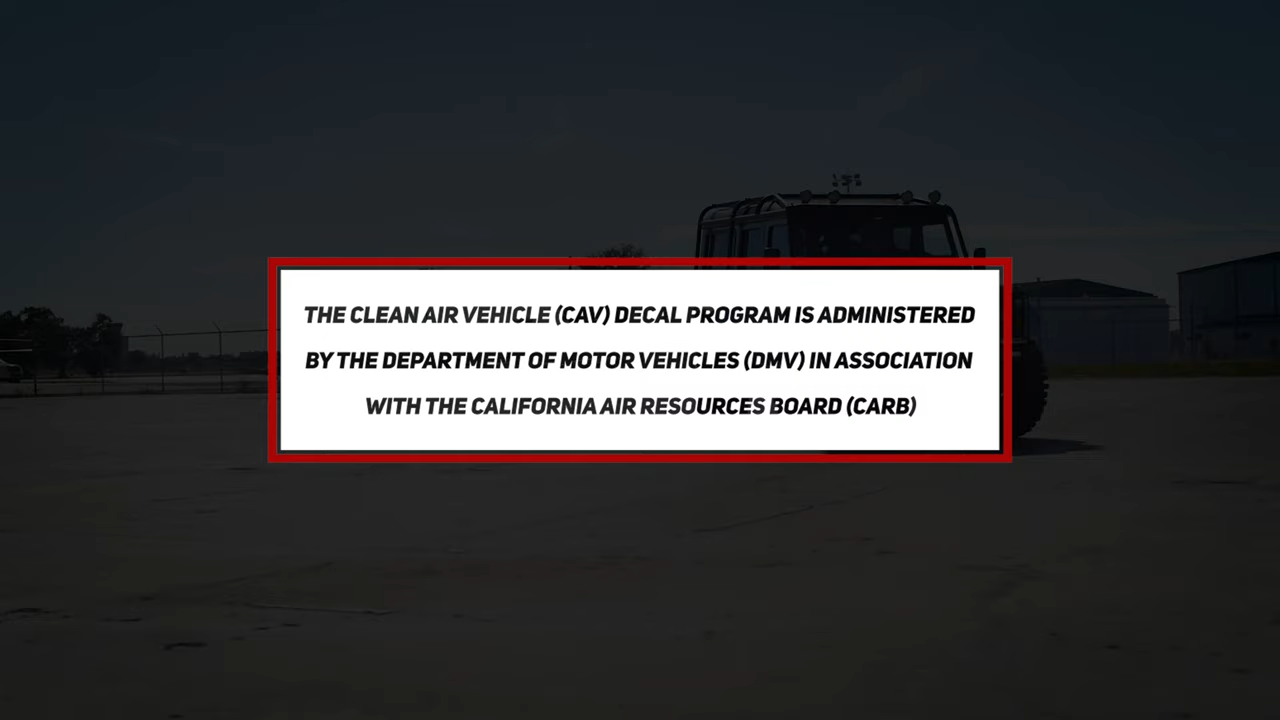 THE CLEAN AIR VEHICLE (CAV) DECAL PROGRAM IS ADMINISTERED
BY THE DEPARTMENT OF MOTOR VEHICLES (DMV) IN ASSOCIATION
WITH THE CALIFORNIA AIR RESOURCES BOARD (CARB)